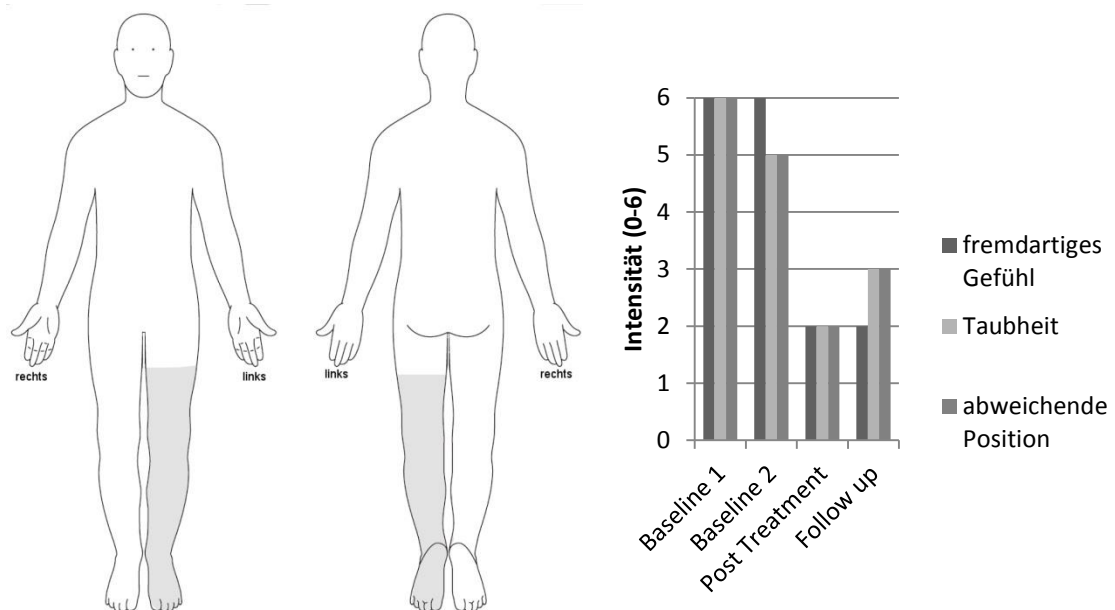 rechts
links
links
rechts
Intensität (0-6)
6
5
4
3
2
1
0
Baseline 1
Baseline 2
Post Treatment
Follow up
fremdartiges
Gefühl
Taubheit
abweichende
Position